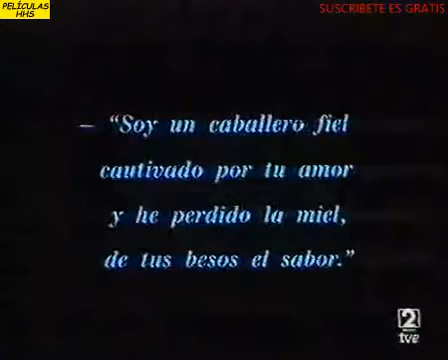 PELÍCULAS
HHS
SUSCRIBETE ES GRATIS
– “Soy un caballero fiel
cautivado por tu amor
y he perdido la miel,
de tus besos el sabor.”
2
tve